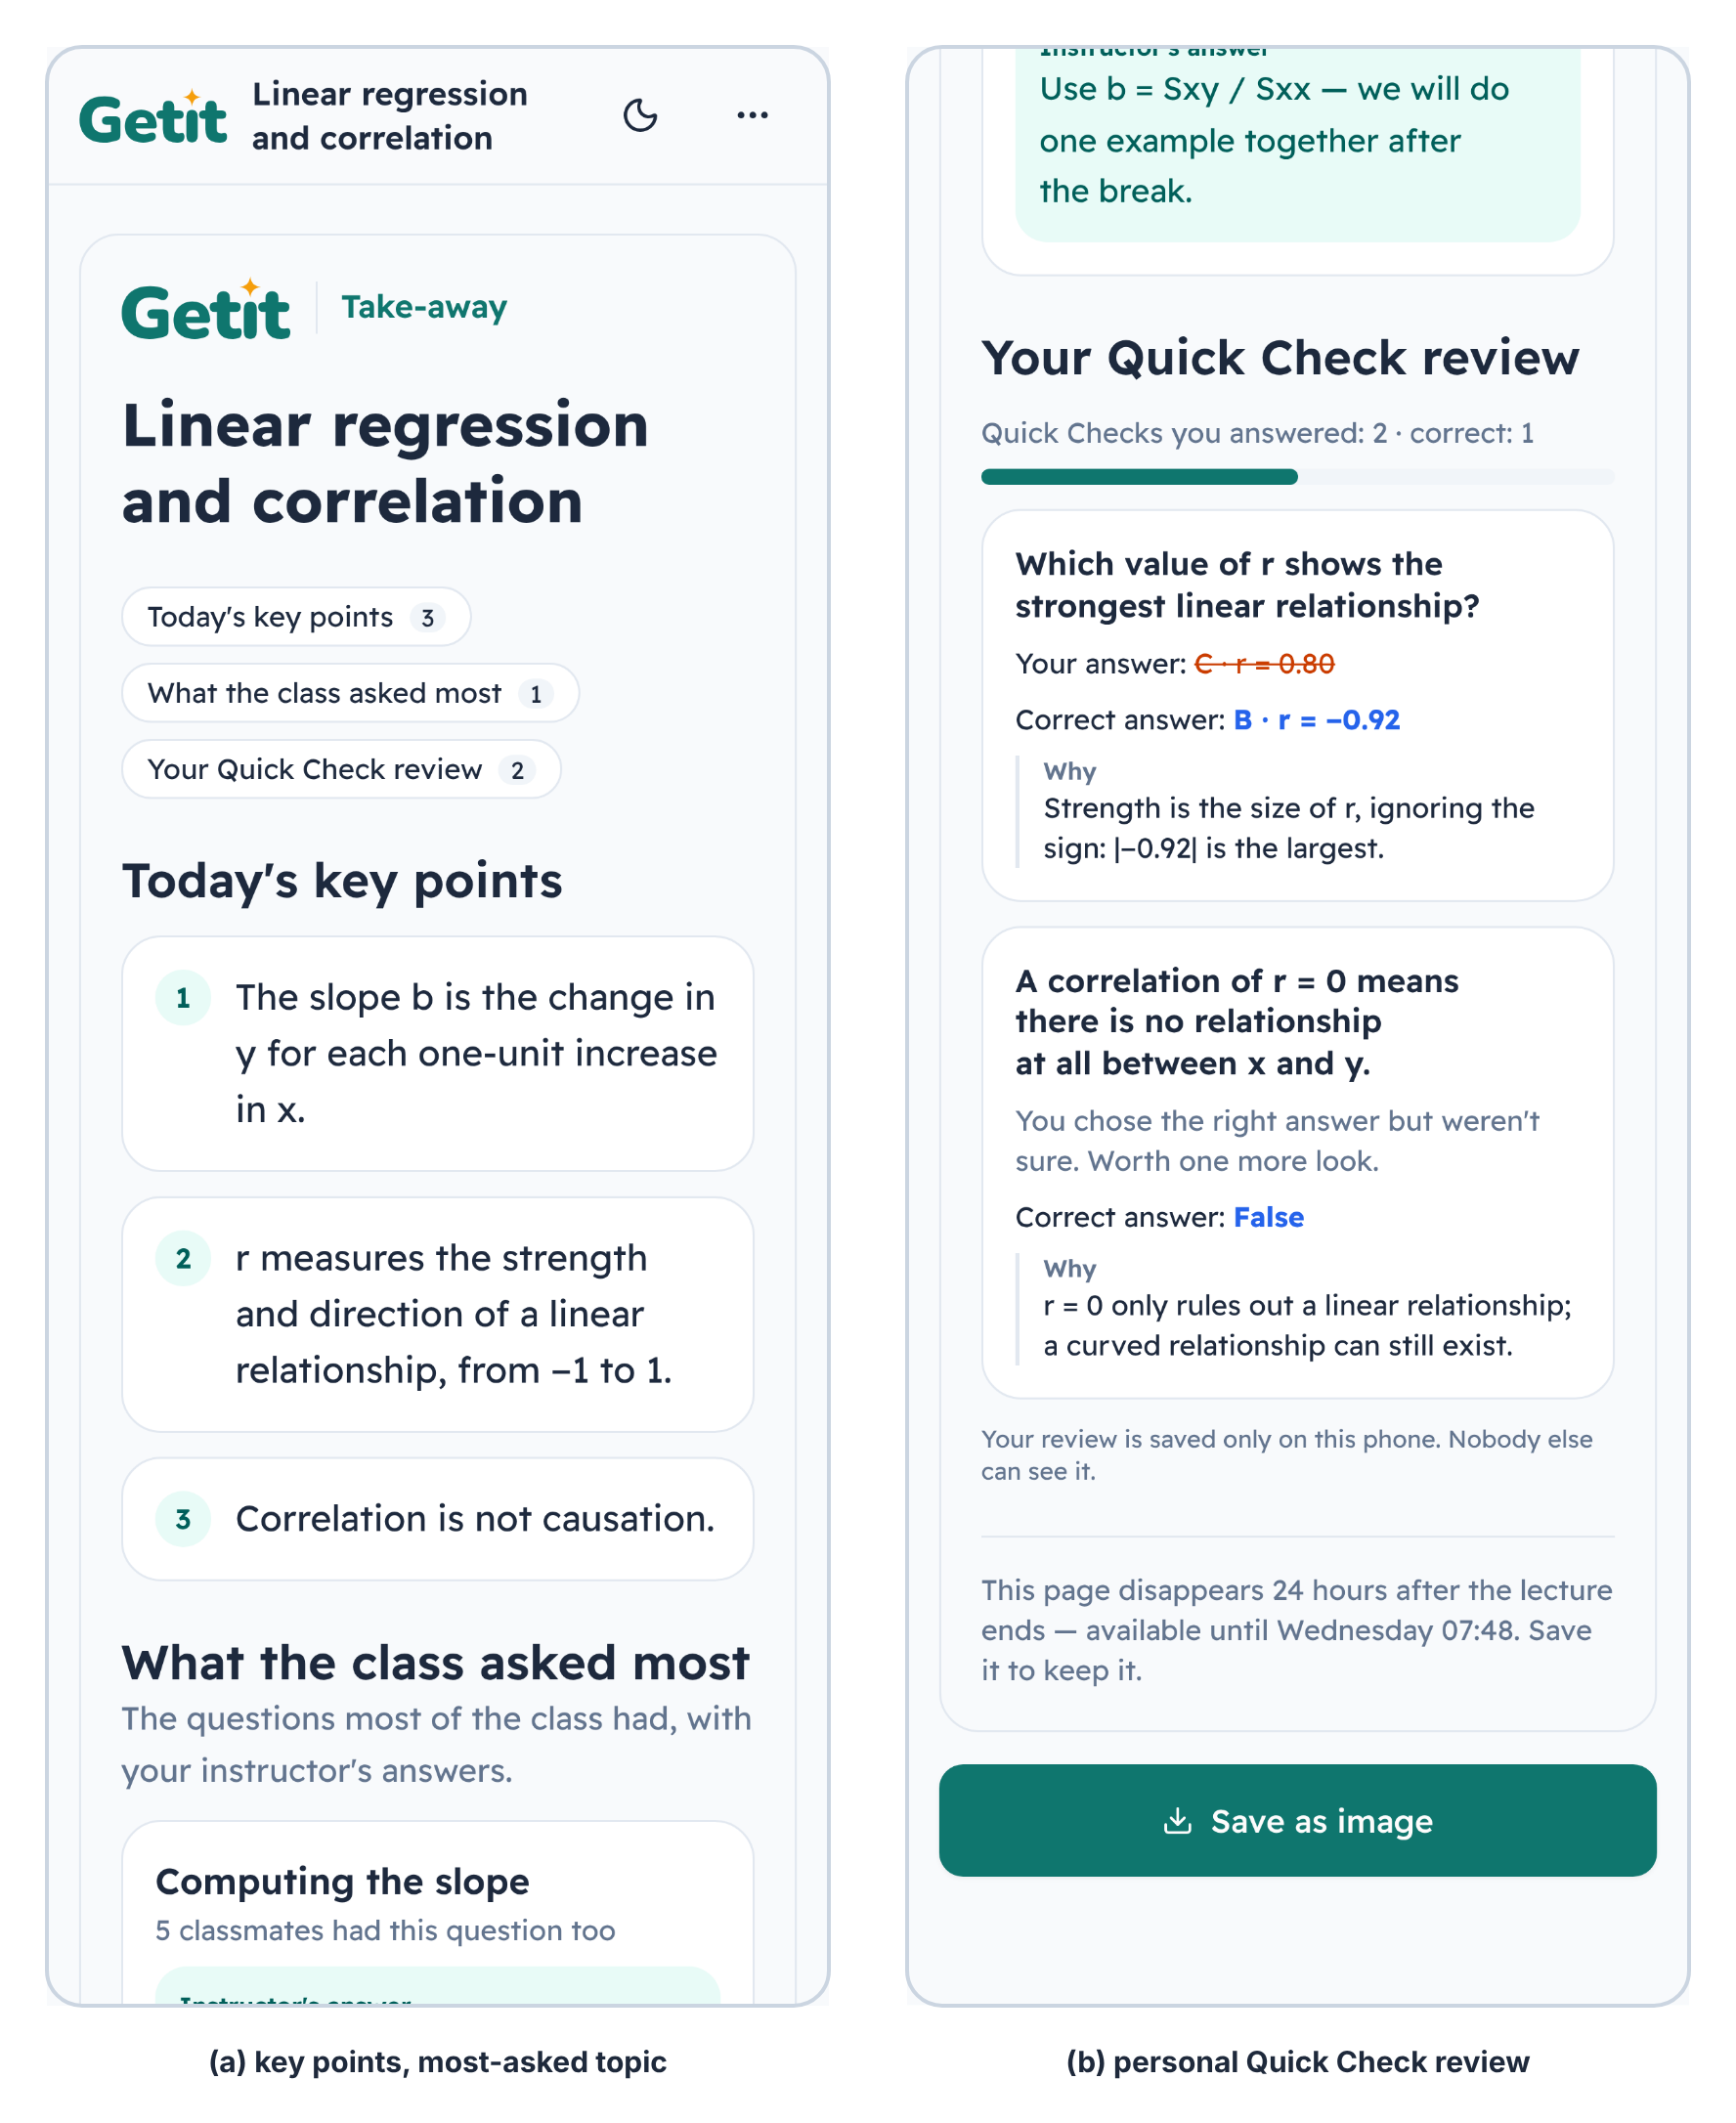 Getit
Linear regression
and correlation
Getit
Take-away
Linear regression
and correlation
Today's key points 3
What the class asked most 1
Your Quick Check review 2
Today's key points
1 The slope b is the change in
y for each one-unit increase
in x.
2 r measures the strength
and direction of a linear
relationship, from −1 to 1.
3 Correlation is not causation.
What the class asked most
The questions most of the class had, with
your instructor's answers.
Computing the slope
5 classmates had this question too
Instructor's answer
(a) key points, most-asked topic
Instructor's answer
Use b = Sxy / Sxx — we will do
one example together after
the break.
Your Quick Check review
Quick Checks you answered: 2 · correct: 1
Which value of r shows the
strongest linear relationship?
Your answer: C · r = 0.80
Correct answer: B · r = −0.92
Why
Strength is the size of r, ignoring the
sign: |−0.92| is the largest.
A correlation of r = 0 means
there is no relationship
at all between x and y.
You chose the right answer but weren't
sure. Worth one more look.
Correct answer: False
Why
r = 0 only rules out a linear relationship;
a curved relationship can still exist.
Your review is saved only on this phone. Nobody else
can see it.
This page disappears 24 hours after the lecture
ends — available until Wednesday 07:48. Save
it to keep it.
Save as image
(b) personal Quick Check review